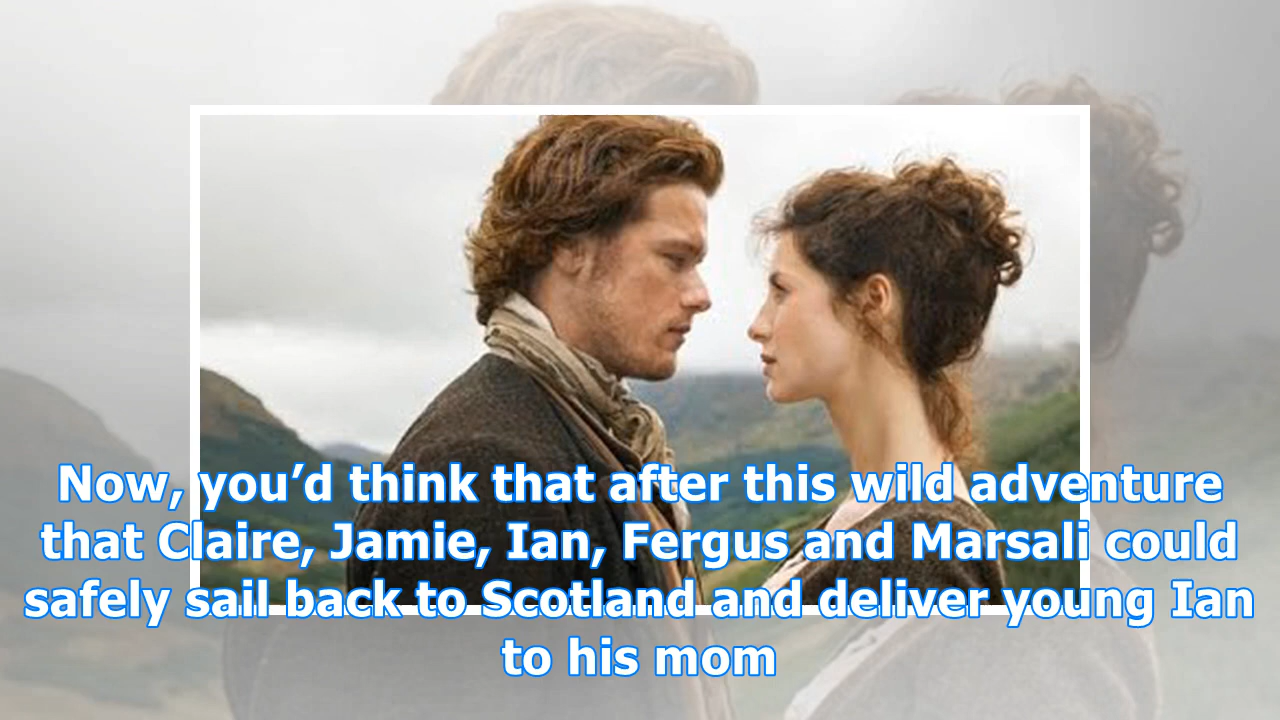 Now, you’d think that after this wild adventure
that Claire, Jamie, Ian, Fergus and Marsali could
safely sail back to Scotland and deliver young Ian
to his mom